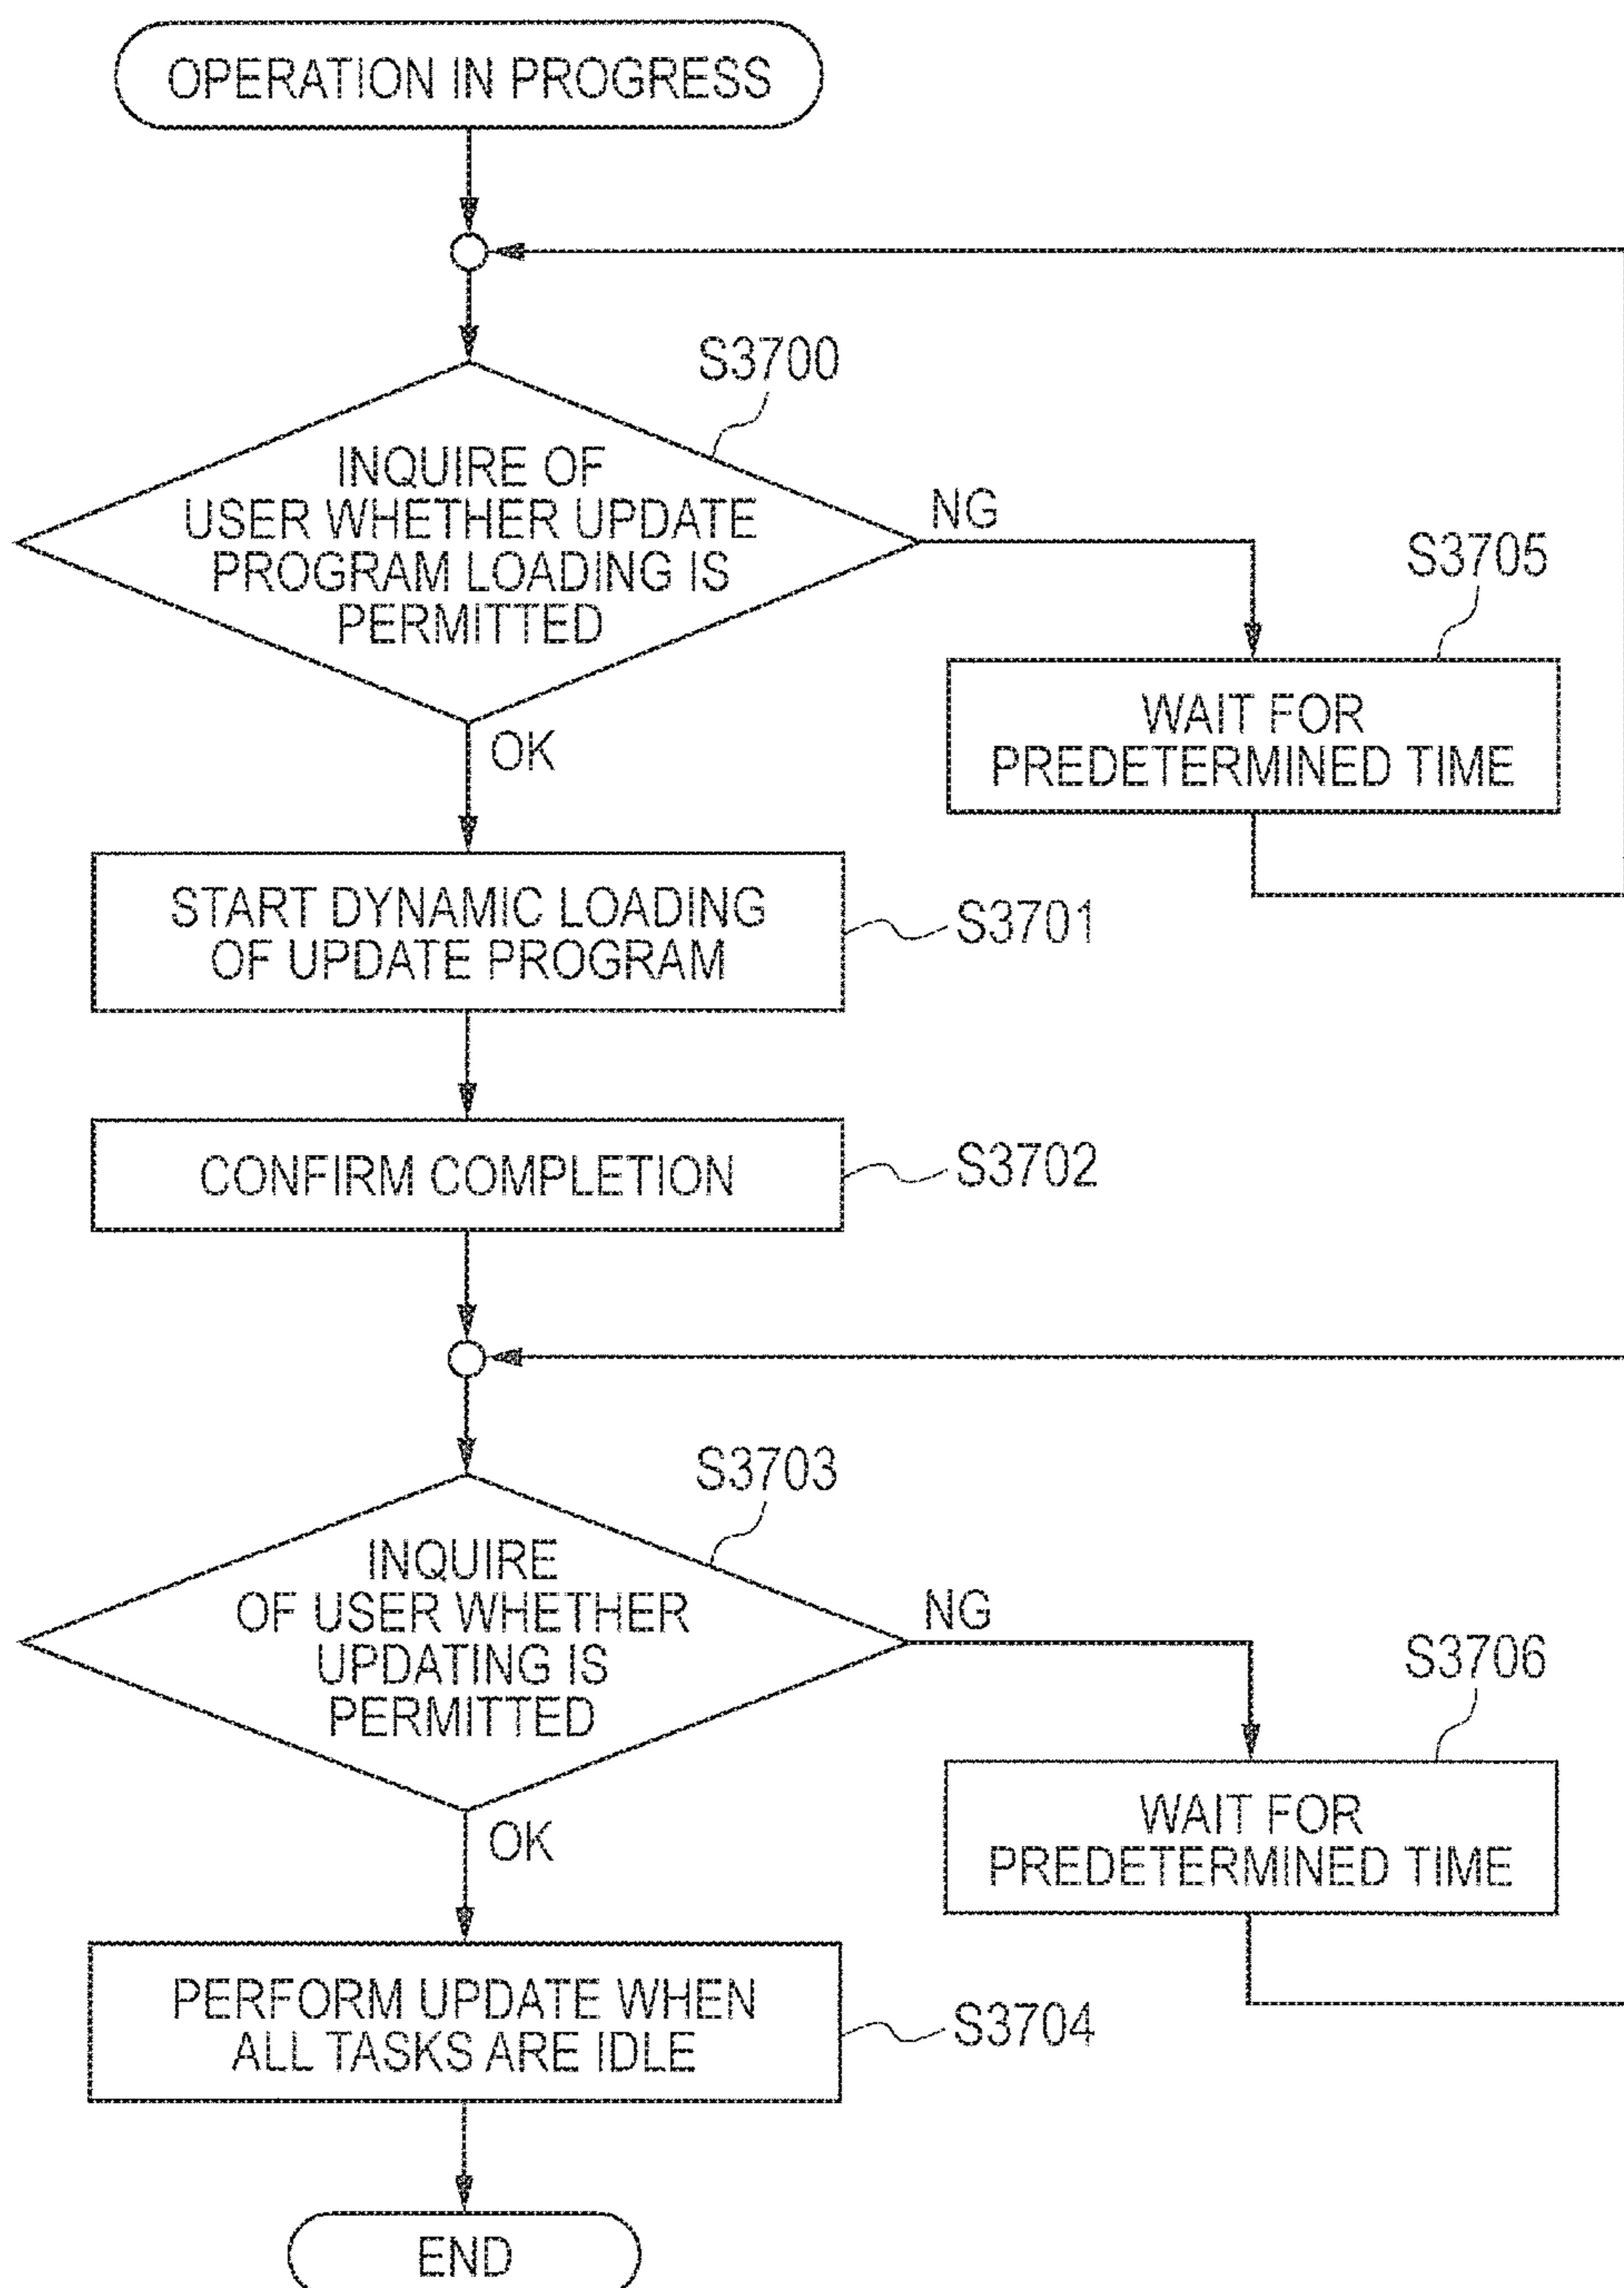 OPERATION IN PROGRESS
S3700
INQUIRE OF
USER WHETHER UPDATE
PROGRAM LOADING IS
PERMITTED
NG
S3705
WAIT FOR
PREDETERMINED TIME
OK
START DYNAMIC LOADING
OF UPDATE PROGRAM
S3701
CONFIRM COMPLETION
S3702
S3703
INQUIRE
OF USER WHETHER
UPDATING IS
PERMITTED
NG
S3706
WAIT FOR
PREDETERMINED TIME
OK
PERFORM UPDATE WHEN
ALL TASKS ARE IDLE
S3704
END